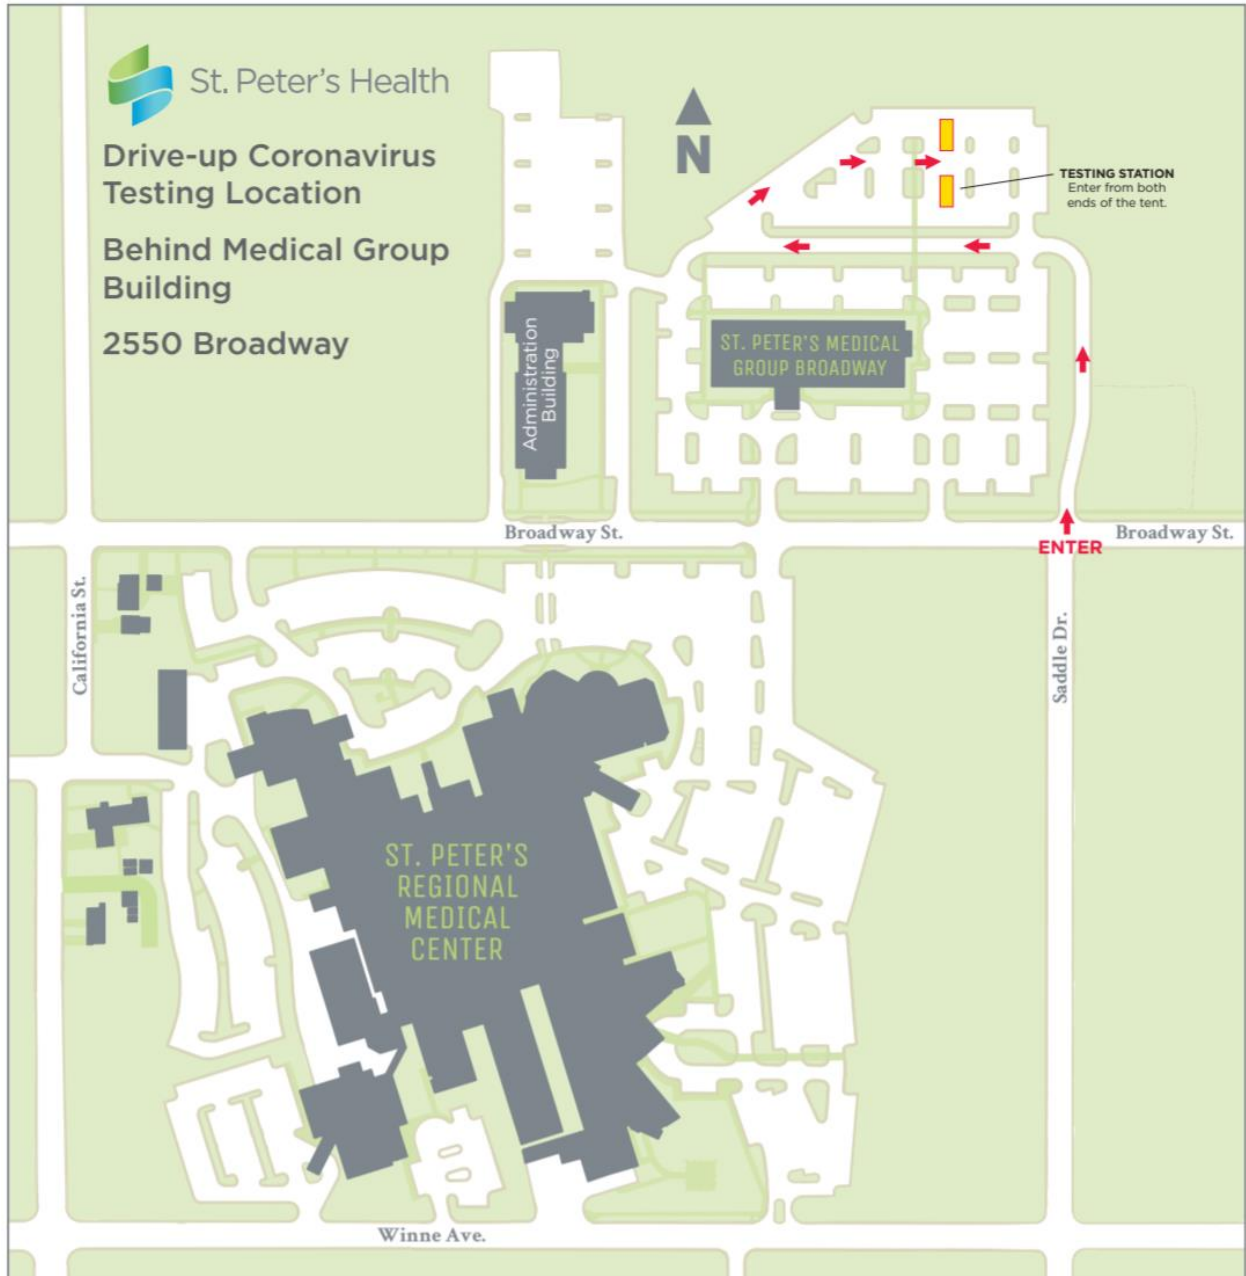 St. Peter's Health
Drive-up Coronavirus
Testing Location
Behind Medical Group
Building
2550 Broadway
N
TESTING STATION
Enter from both
ends of the tent.
Administration
Building
ST. PETER'S MEDICAL
GROUP BROADWAY
Broadway St.
ENTER
Broadway St.
California St.
Saddle Dr.
ST. PETER'S
REGIONAL
MEDICAL
CENTER
Winne Ave.